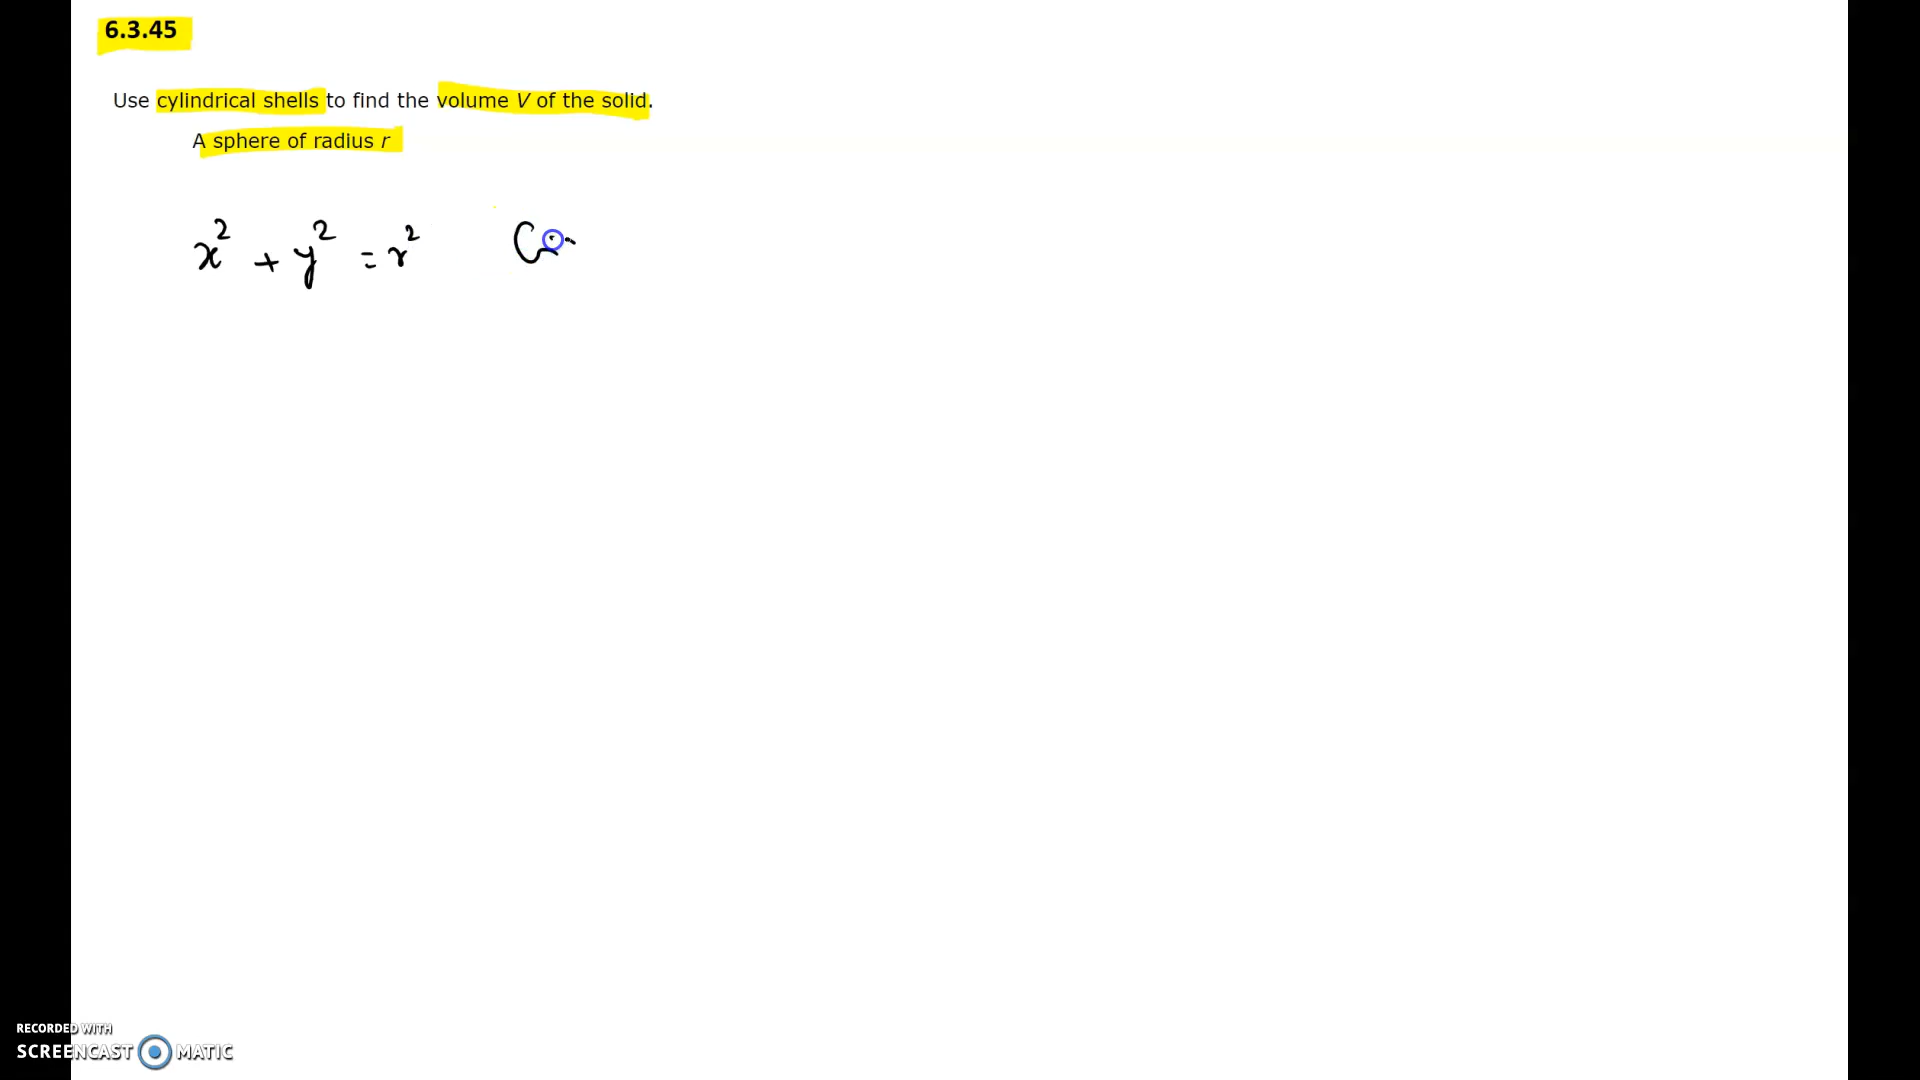 6.3.45
Use cylindrical shells to find the volume V of the solid.
A sphere of radius r
x² + y² = r²
RECORDED WITH
SCREENCAST MATIC